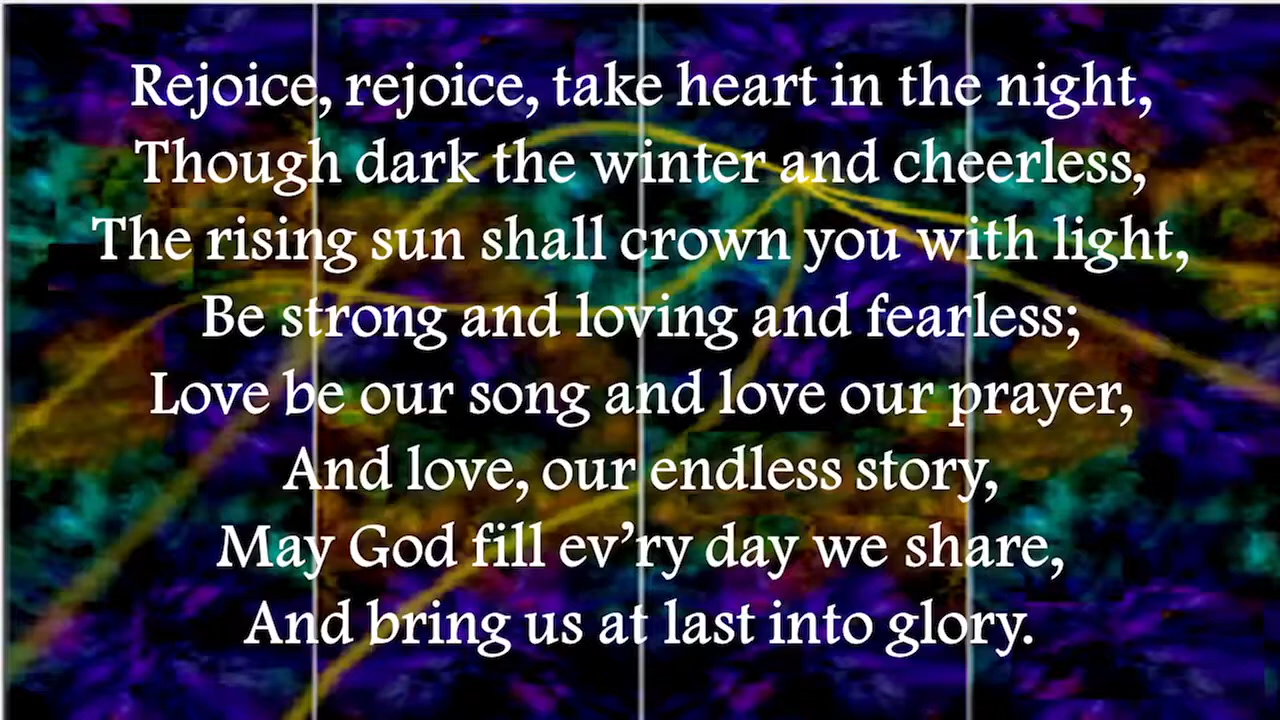 Rejoice, rejoice, take heart in the night,
Though dark the winter and cheerless,
The rising sun shall crown you with light,
Be strong and loving and fearless;
Love be our song and love our prayer,
And love, our endless story,
May God fill ev’ry day we share,
And bring us at last into glory.